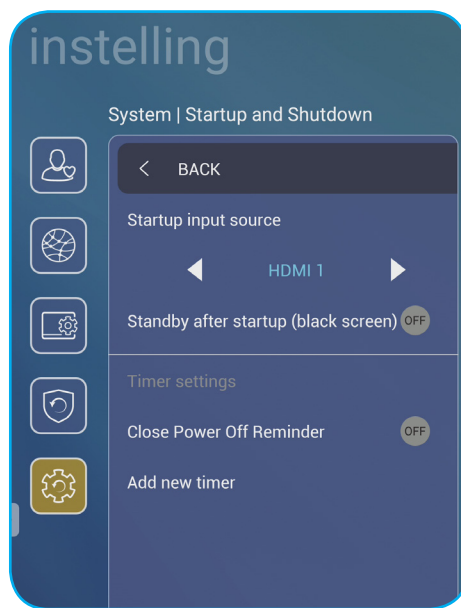 instelling
System | Startup and Shutdown
BACK
Startup input source
HDMI 1
Standby after startup (black screen) OFF
Timer settings
Close Power Off Reminder OFF
Add new timer